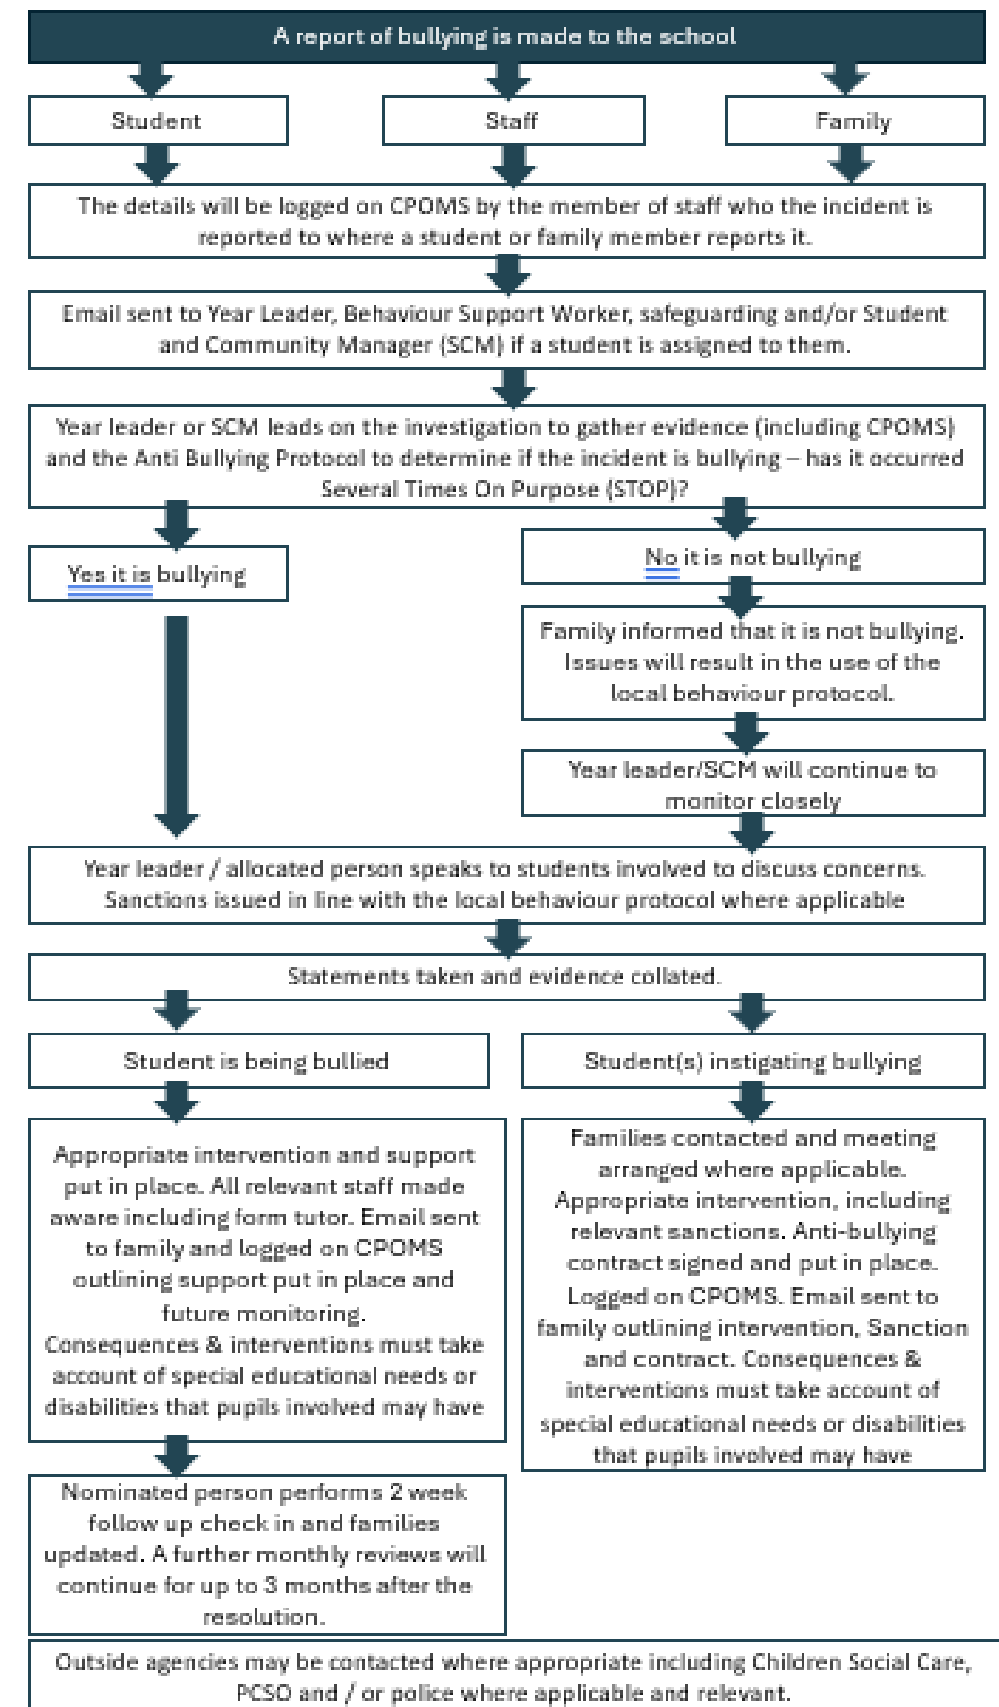 A report of bullying is made to the school
Student
Staff
Family
The details will be logged on CPOMS by the member of staff who the incident is
reported to where a student or family member reports it.
Email sent to Year Leader, Behaviour Support Worker, safeguarding and/or Student
and Community Manager (SCM) if a student is assigned to them.
Year leader or SCM leads on the investigation to gather evidence (including CPOMS)
and the Anti Bullying Protocol to determine if the incident is bullying – has it occurred
Several Times On Purpose (STOP)?
Yes it is bullying
No it is not bullying
Family informed that it is not bullying.
Issues will result in the use of the
local behaviour protocol.
Year leader/SCM will continue to
monitor closely
Year leader / allocated person speaks to students involved to discuss concerns.
Sanctions issued in line with the local behaviour protocol where applicable
Statements taken and evidence collated.
Student is being bullied
Student(s) instigating bullying
Appropriate intervention and support
put in place. All relevant staff made
aware including form tutor. Email sent
to family and logged on CPOMS
outlining support put in place and
future monitoring.
Consequences & interventions must take
account of special educational needs or
disabilities that pupils involved may have
Families contacted and meeting
arranged where applicable.
Appropriate intervention, including
relevant sanctions. Anti-bullying
contract signed and put in place.
Logged on CPOMS. Email sent to
family outlining intervention, Sanction
and contract. Consequences &
interventions must take account of
special educational needs or disabilities
that pupils involved may have
Nominated person performs 2 week
follow up check in and families
updated. A further monthly reviews will
continue for up to 3 months after the
resolution.
Outside agencies may be contacted where appropriate including Children Social Care,
PCSO and / or police where applicable and relevant.